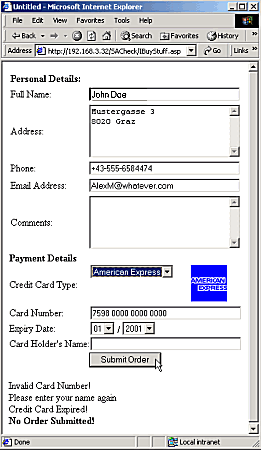 Untitled - Microsoft Internet Explorer
File Edit View Favorites Tools Help
Back Search Favorites History
Address http://192.168.3.32/SACheck/IBuyStuff.asp Go Links »
Personal Details:
Full Name: John Doe
Address: Mustergasse 3
8020 Graz
Phone: +43-555-6584474
Email Address: AlexM@whatever.com
Comments:
Payment Details
Credit Card Type: American Express
AMERICAN
EXPRESS
Card Number: 7598 0000 0000 0000
Expiry Date: 01 / 2001
Card Holder's Name:
Submit Order
Invalid Card Number!
Please enter your name again
Credit Card Expired!
No Order Submitted!
Done Local intranet